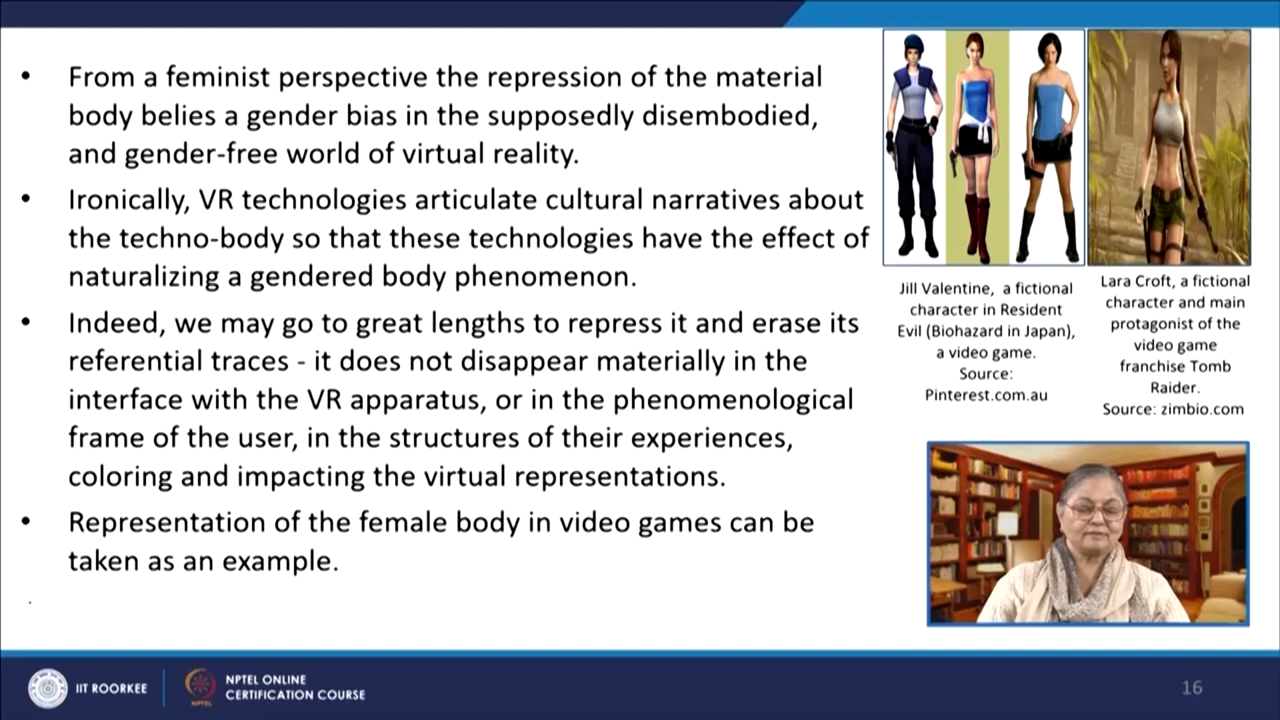 • From a feminist perspective the repression of the material
body belies a gender bias in the supposedly disembodied,
and gender-free world of virtual reality.
• Ironically, VR technologies articulate cultural narratives about
the techno-body so that these technologies have the effect of
naturalizing a gendered body phenomenon.
• Indeed, we may go to great lengths to repress it and erase its
referential traces - it does not disappear materially in the
interface with the VR apparatus, or in the phenomenological
frame of the user, in the structures of their experiences,
coloring and impacting the virtual representations.
• Representation of the female body in video games can be
taken as an example.
Jill Valentine, a fictional
character in Resident
Evil (Biohazard in Japan),
a video game.
Source:
Pinterest.com.au
Lara Croft, a fictional
character and main
protagonist of the
video game
franchise Tomb
Raider.
Source: zimbio.com
IIT ROORKEE
NPTEL
NPTEL ONLINE
CERTIFICATION COURSE
16